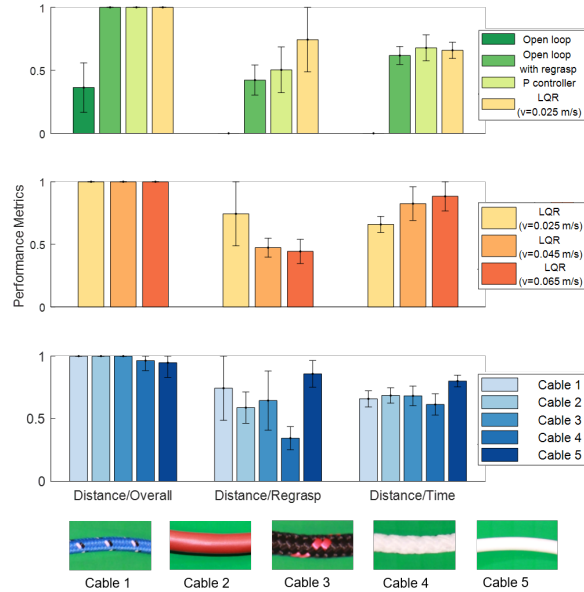 1
0.5
0
Open loop
Open loop
with regrasp
P controller
LQR
(v=0.025 m/s)
Performance Metrics
1
0.5
0
LQR
(v=0.025 m/s)
LQR
(v=0.045 m/s)
LQR
(v=0.065 m/s)
1
0.5
0
Cable 1
Cable 2
Cable 3
Cable 4
Cable 5
Distance/Overall Distance/Regrasp Distance/Time
Cable 1 Cable 2 Cable 3 Cable 4 Cable 5